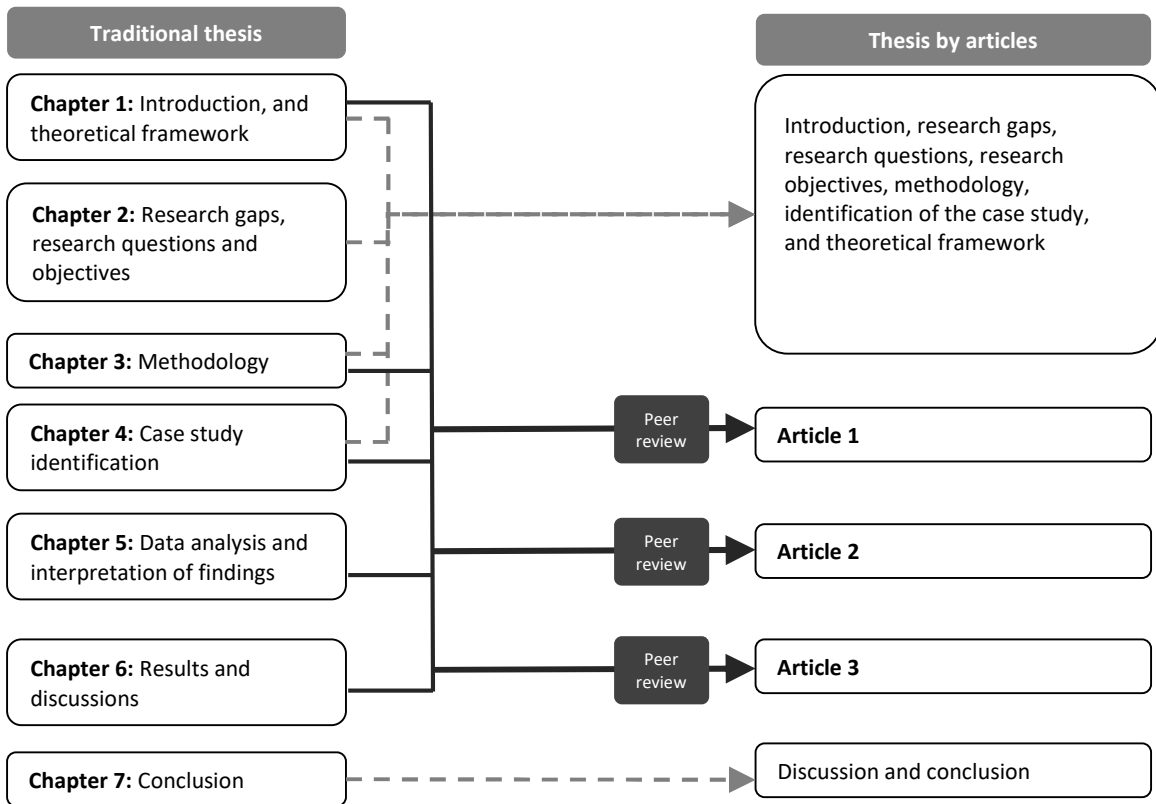 Traditional thesis
Chapter 1: Introduction, and
theoretical framework
Chapter 2: Research gaps,
research questions and
objectives
Chapter 3: Methodology
Chapter 4: Case study
identification
Chapter 5: Data analysis and
interpretation of findings
Chapter 6: Results and
discussions
Chapter 7: Conclusion
Peer
review
Peer
review
Peer
review
Thesis by articles
Introduction, research gaps,
research questions, research
objectives, methodology,
identification of the case study,
and theoretical framework
Article 1
Article 2
Article 3
Discussion and conclusion